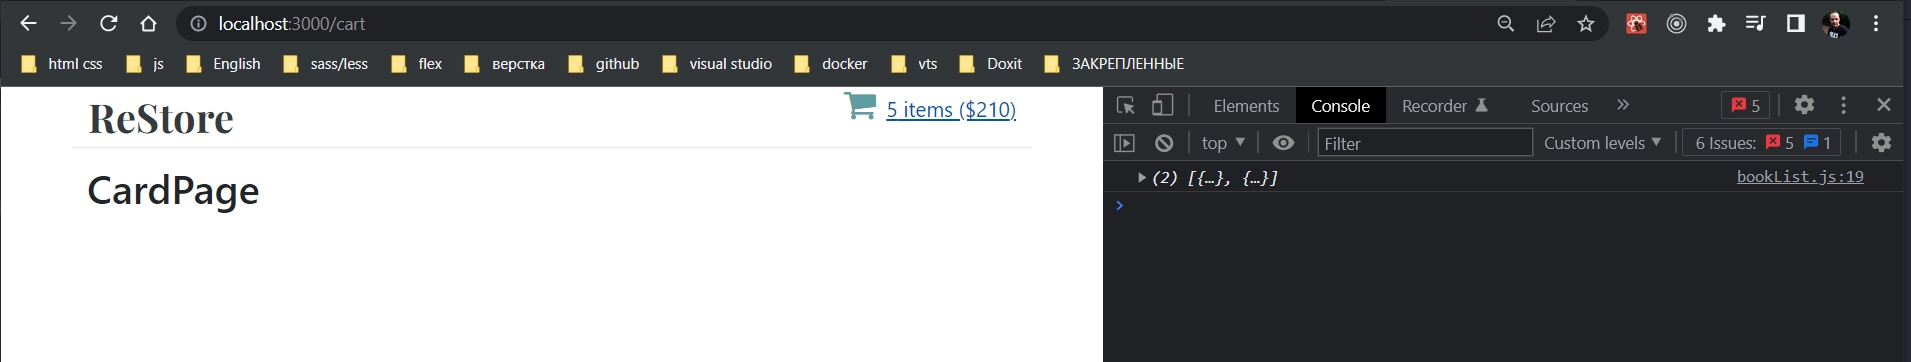 localhost:3000/cart
html css js English sass/less flex верстка github visual studio docker vts Doxit ЗАКРЕПЛЕННЫЕ
ReStore 5 items ($210)
CardPage
Elements Console Recorder Sources » 5
top Filter Custom levels 6 Issues: 5 1
(2) [{…}, {…}] bookList.js:19